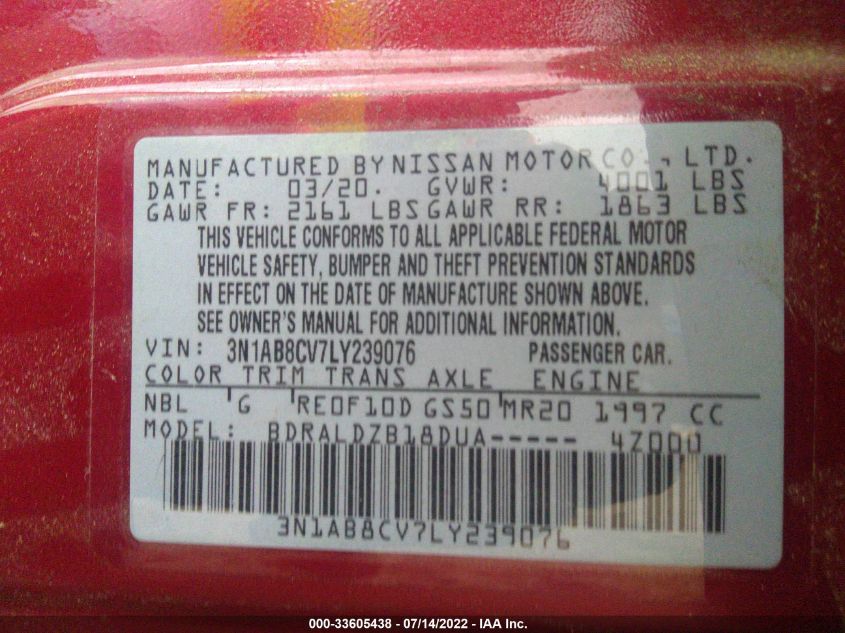 MANUFACTURED BY NISSAN MOTOR CO., LTD.
DATE: 03/20. GVWR: 4001 LBS
GAWR FR: 2161 LBS GAWR RR: 1863 LBS
THIS VEHICLE CONFORMS TO ALL APPLICABLE FEDERAL MOTOR
VEHICLE SAFETY, BUMPER AND THEFT PREVENTION STANDARDS
IN EFFECT ON THE DATE OF MANUFACTURE SHOWN ABOVE.
SEE OWNER'S MANUAL FOR ADDITIONAL INFORMATION.
VIN: 3N1AB8CV7LY239076 PASSENGER CAR.
COLOR TRIM TRANS AXLE ENGINE
NBL G RE0F10D GS50 MR20 1997 CC
MODEL: BDRALDZB18DUA----- 4Z000
3N1AB8CV7LY239076
000-33605438 - 07/14/2022 - IAA Inc.